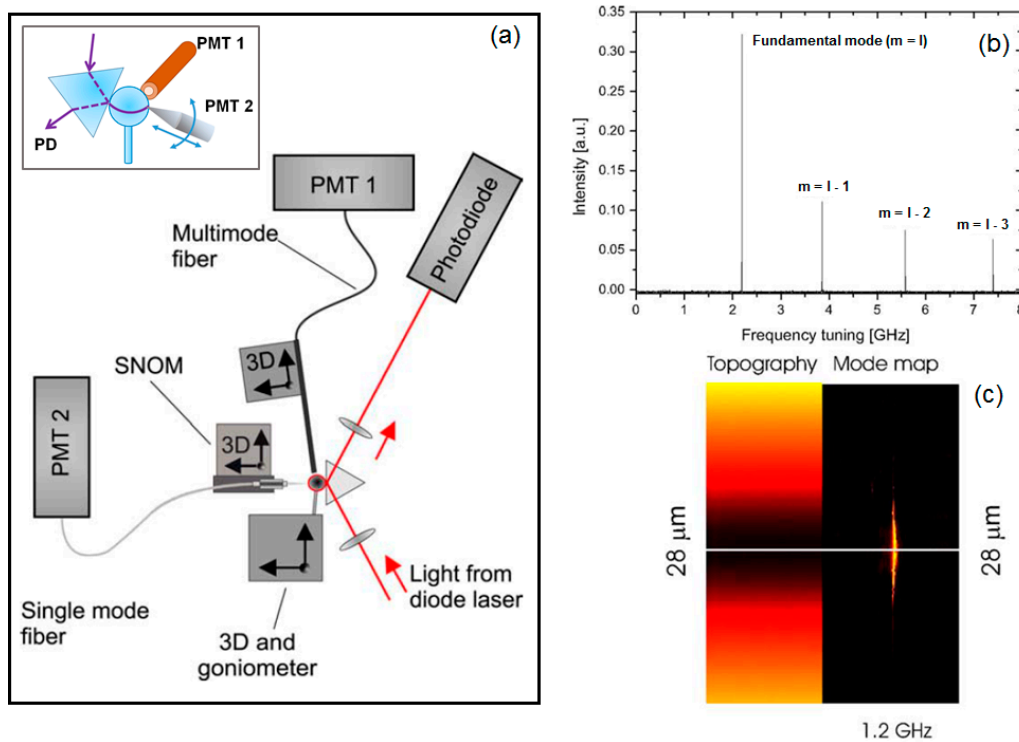 (a)
PMT 1
PMT 2
PD
PMT 1
Photodiode
Multimode
fiber
3D
SNOM
3D
PMT 2
Light from
diode laser
Single mode
fiber
3D and
goniometer
(b)
0.35
0.30
0.25
0.20
0.15
0.10
0.05
0.00
Intensity [a.u.]
Fundamental mode (m = l)
m = l - 1
m = l - 2
m = l - 3
0 1 2 3 4 5 6 7 8
Frequency tuning [GHz]
Topography Mode map
(c)
28 µm
28 µm
1.2 GHz